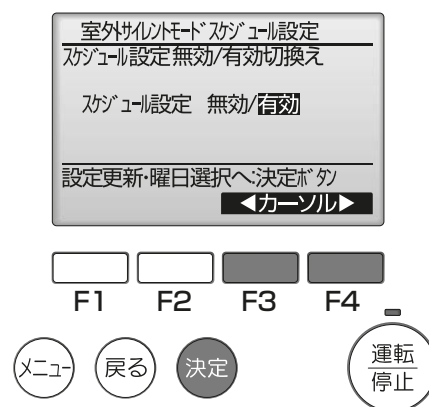 室外サイレントモードスケジュール設定
スケジュール設定 無効/有効切換え
スケジュール設定 無効/有効
設定更新・曜日選択へ:決定ボタン
◀カーソル▶
F1 F2 F3 F4
メニュー 戻る 決定 運転
停止